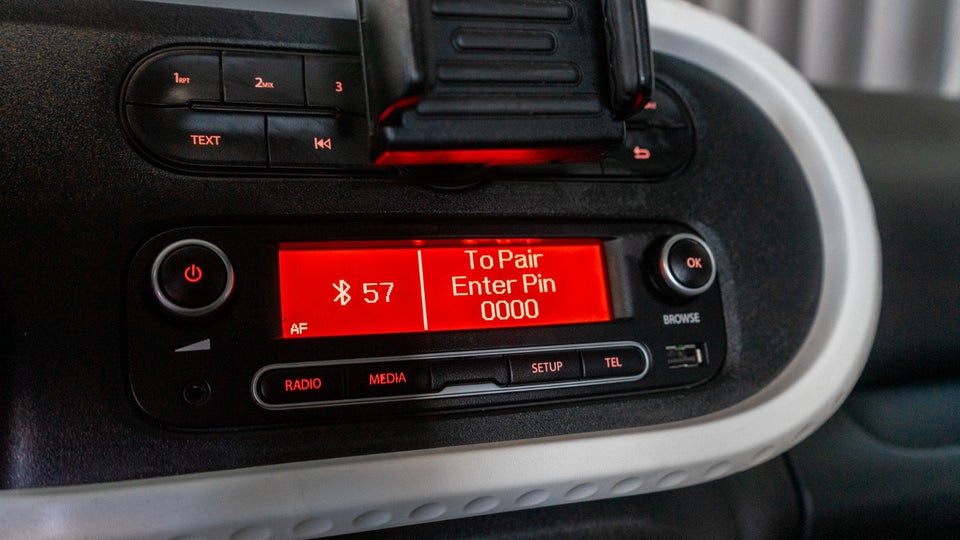 1RPT 2MIX 3
TEXT
57
To Pair
Enter Pin
0000
AF
OK
BROWSE
RADIO MEDIA SETUP TEL